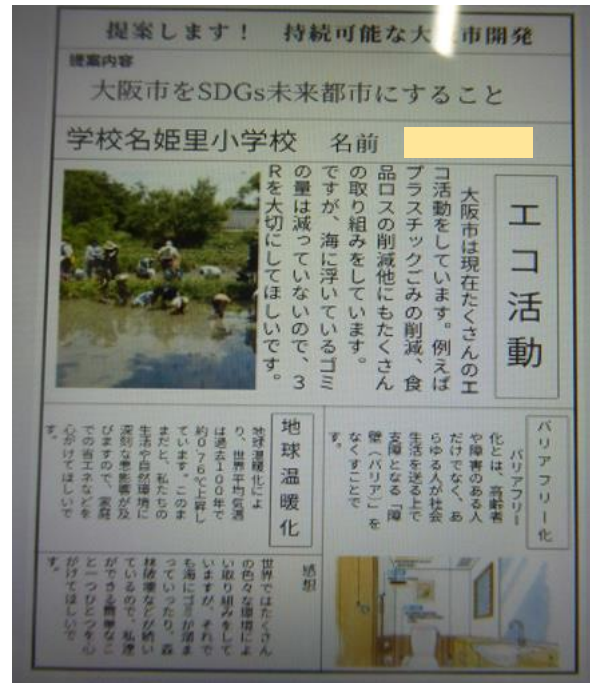 提案します！　持続可能な大阪市開発
提案内容
大阪市をSDGs未来都市にすること
学校名姫里小学校　名前
エコ活動
大阪市は現在たくさんのエ
コ活動をしています。例えば
プラスチックごみの削減、食
品ロスの削減他にもたくさん
の取り組みをしています。
ですが、海に浮いているゴミ
の量は減っていないので、３
Rを大切にしてほしいです。
バリアフリー化
バリアフリー
化とは、高齢者
や障害のある人
だけでなく、あ
らゆる人が社会
生活を送る上で
支障となる「障
壁（バリア）」を
なくすことで
す。
地球温暖化
地球温暖化によ
り、世界平均気温
は過去１００年で
約０．７６℃上昇し
ています。このま
まだと、私たちの
生活や自然環境に
深刻な悪影響が及
びますので、家庭
での省エネなどを
心がけてほしいで
す。
感想
世界ではたくさん
の色々な環境によ
い取り組みをして
いますが、それで
も海にゴミが溜ま
っていったり、森
林破壊などが続い
ているので、私達
ができる簡単なこ
と一つひとつを心
がけてほしいで
す。